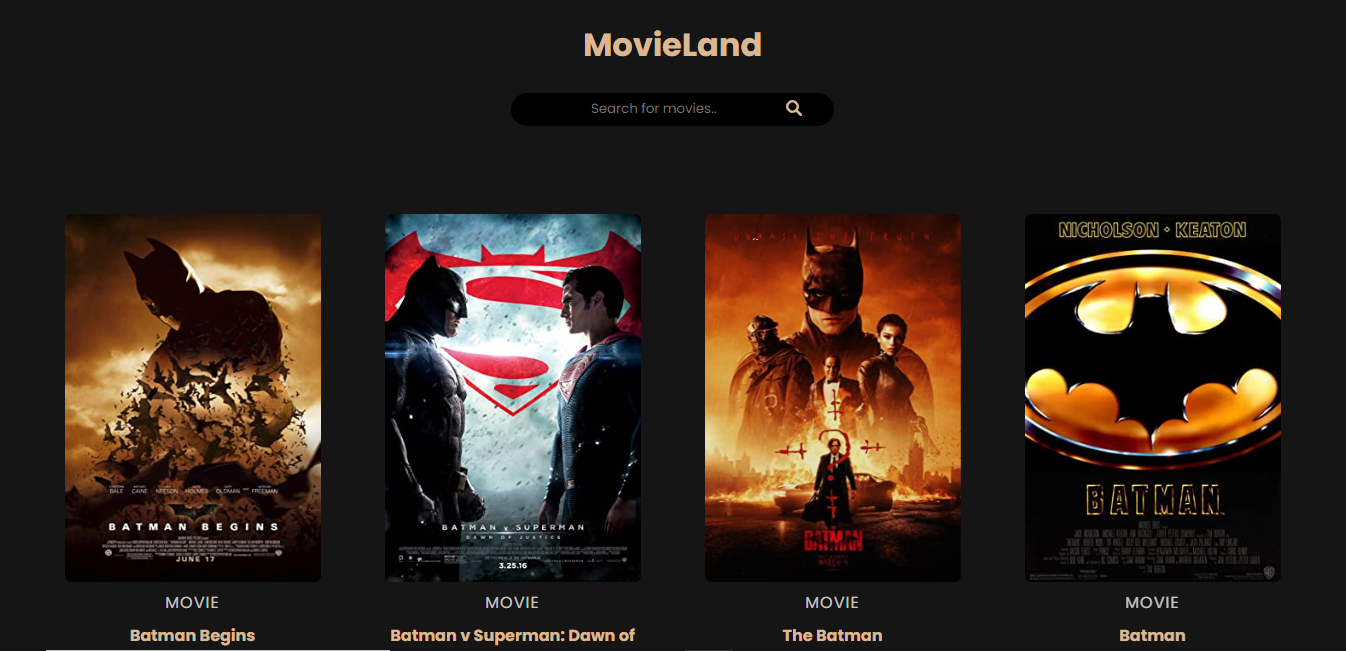 MovieLand
Search for movies..
UNMASK THE TRUTH
NICHOLSON • KEATON
BALE CAINE NEESON HOLMES OLDMAN AND FREEMAN
BATMAN BEGINS
JUNE 17
BATMAN v SUPERMAN
DAWN OF JUSTICE
3.25.16
THE
BATMAN
MARCH 4
BATMAN
MOVIE
MOVIE
MOVIE
MOVIE
Batman Begins
Batman v Superman: Dawn of
The Batman
Batman